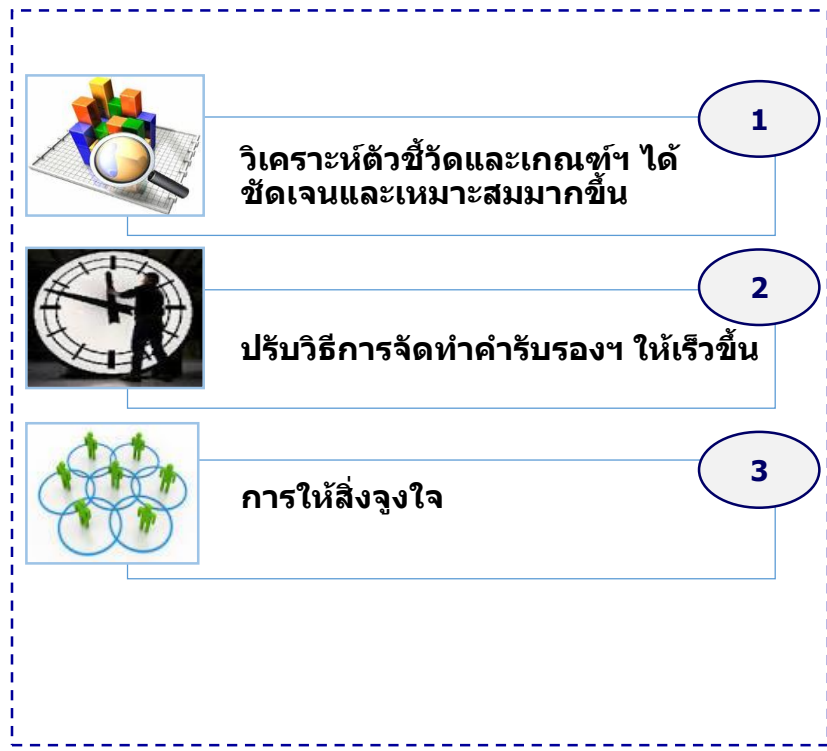 1
วิเคราะห์ตัวชี้วัดและเกณฑ์ฯ ได้
ชัดเจนและเหมาะสมมากขึ้น
2
ปรับวิธีการจัดทำคำรับรองฯ ให้เร็วขึ้น
3
การให้สิ่งจูงใจ